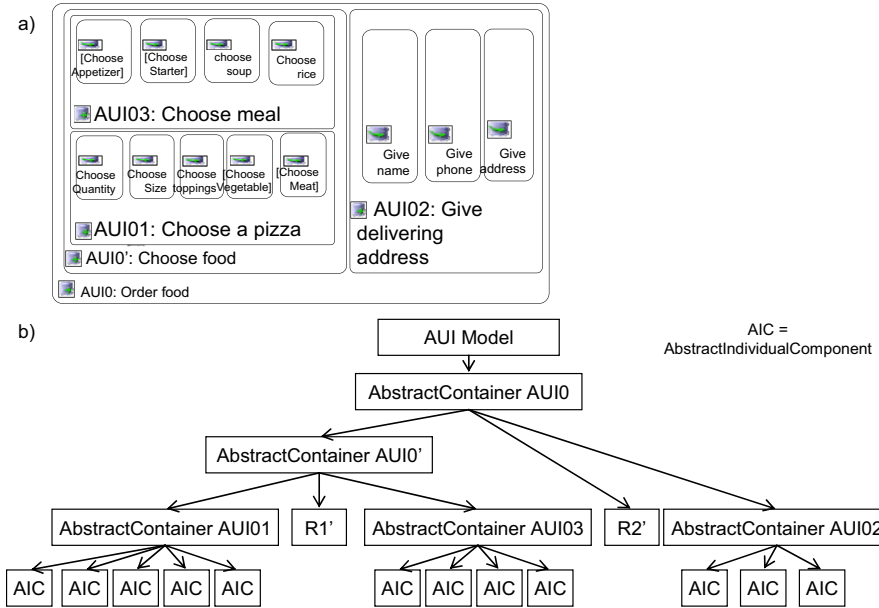 a)
[Choose
Appetizer]
[Choose
Starter]
choose
soup
Choose
rice
AUI03: Choose meal
Choose
Quantity
Choose
Size
Choose
toppings
[Choose
Vegetable]
[Choose
Meat]
AUI01: Choose a pizza
AUI0': Choose food
AUI0: Order food
Give
name
Give
phone
Give
address
AUI02: Give
delivering
address
b)
AUI Model
AIC =
AbstractIndividualComponent
AbstractContainer AUI0
AbstractContainer AUI0'
AbstractContainer AUI01
R1'
AbstractContainer AUI03
R2'
AbstractContainer AUI02
AIC AIC AIC AIC AIC AIC AIC AIC AIC AIC AIC AIC